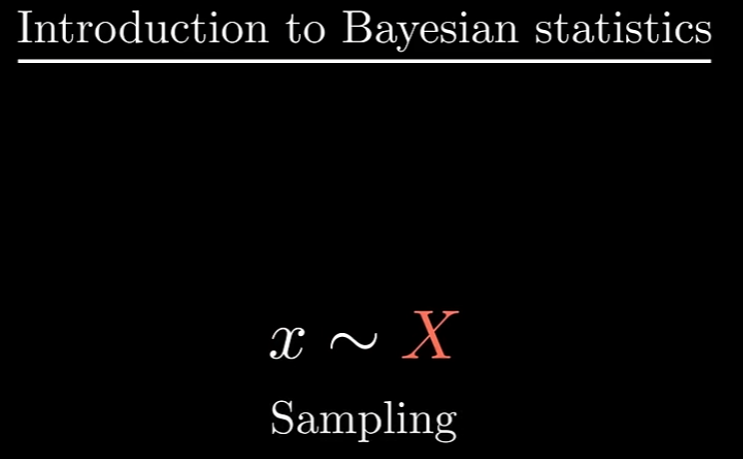 Introduction to Bayesian statistics
x ~ X
Sampling